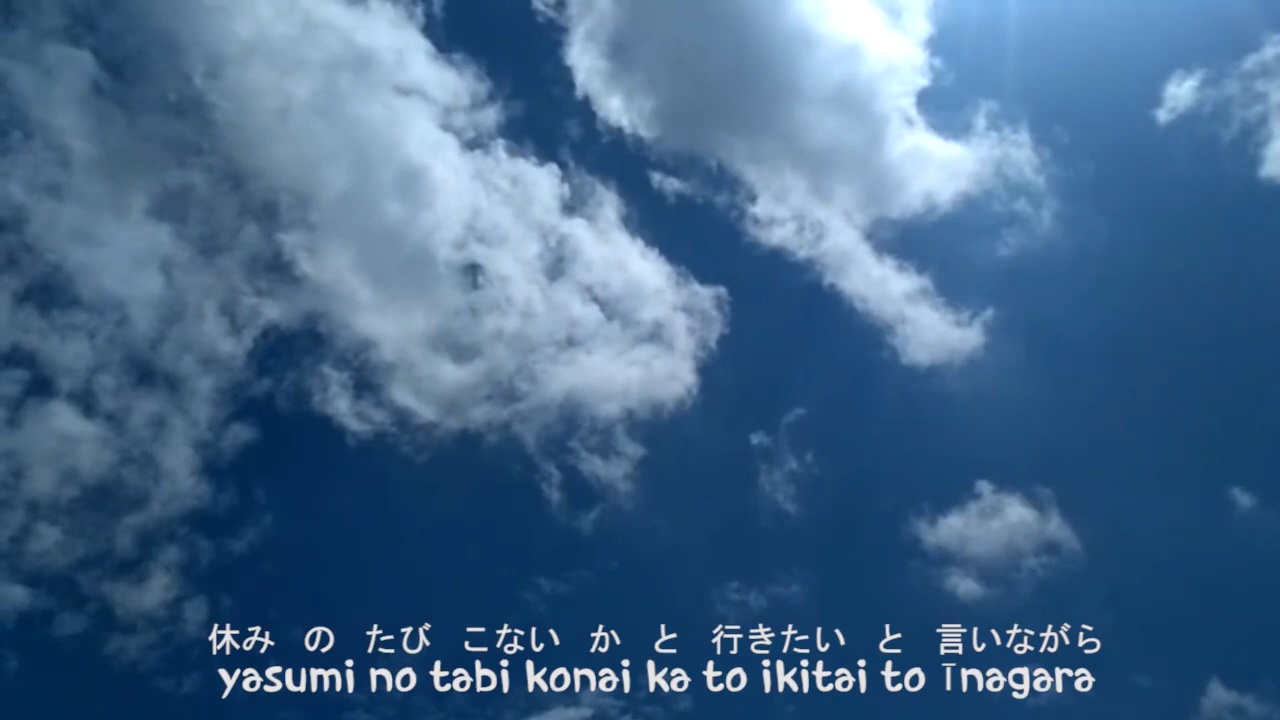 休み の たび こない か と 行きたい と 言いながら
yasumi no tabi konai ka to ikitai to īnagara